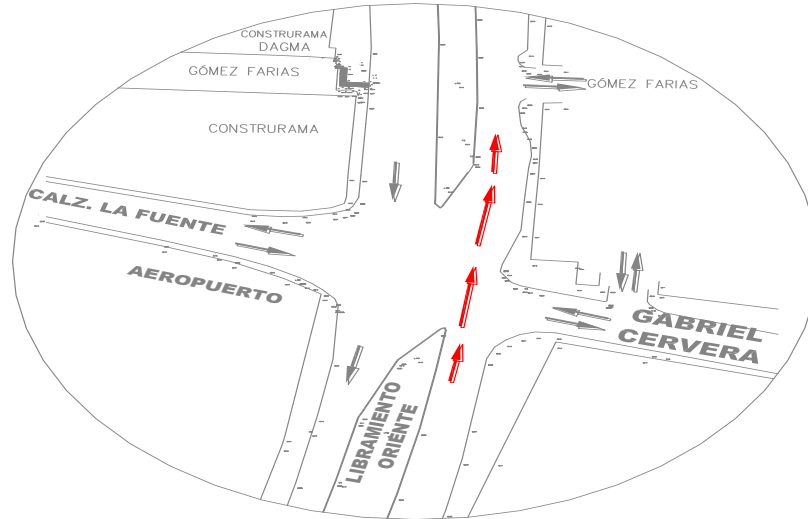 CONSTRURAMA
DAGMA
GÓMEZ FARIAS
GÓMEZ FARIAS
CONSTRURAMA
CALZ. LA FUENTE
AEROPUERTO
GABRIEL
CERVERA
LIBRAMIENTO
ORIENTE